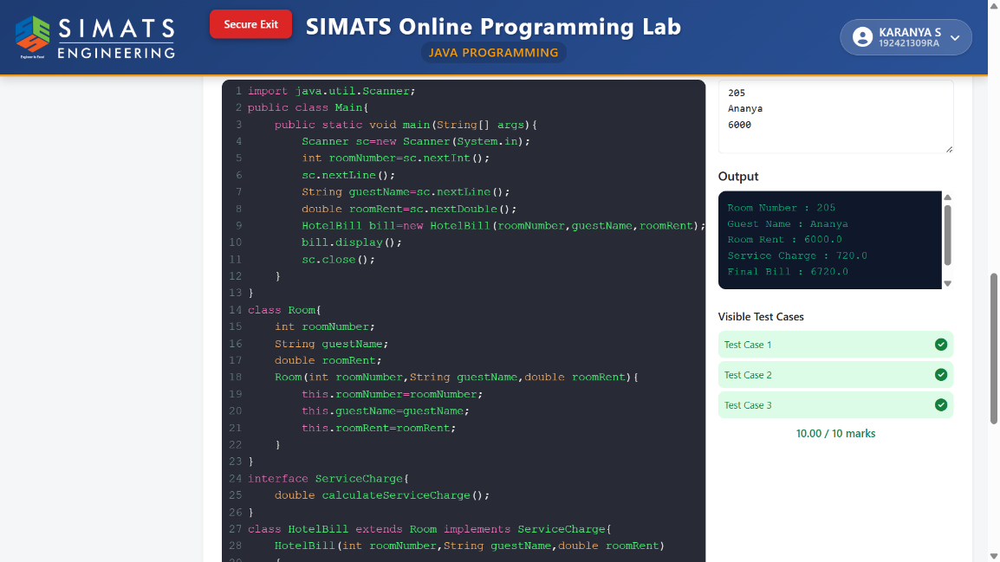 SIMATS
ENGINEERING
Engineer to Excel
Secure Exit
SIMATS Online Programming Lab
JAVA PROGRAMMING
KARANYA S
192421309RA
1 import java.util.Scanner;
2 public class Main{
3     public static void main(String[] args){
4         Scanner sc=new Scanner(System.in);
5         int roomNumber=sc.nextInt();
6         sc.nextLine();
7         String guestName=sc.nextLine();
8         double roomRent=sc.nextDouble();
9         HotelBill bill=new HotelBill(roomNumber,guestName,roomRent);
10         bill.display();
11         sc.close();
12     }
13 }
14 class Room{
15     int roomNumber;
16     String guestName;
17     double roomRent;
18     Room(int roomNumber,String guestName,double roomRent){
19         this.roomNumber=roomNumber;
20         this.guestName=guestName;
21         this.roomRent=roomRent;
22     }
23 }
24 interface ServiceCharge{
25     double calculateServiceCharge();
26 }
27 class HotelBill extends Room implements ServiceCharge{
28     HotelBill(int roomNumber,String guestName,double roomRent)
29     {
205
Ananya
6000
Output
Room Number : 205
Guest Name : Ananya
Room Rent : 6000.0
Service Charge : 720.0
Final Bill : 6720.0
Visible Test Cases
Test Case 1
Test Case 2
Test Case 3
10.00 / 10 marks